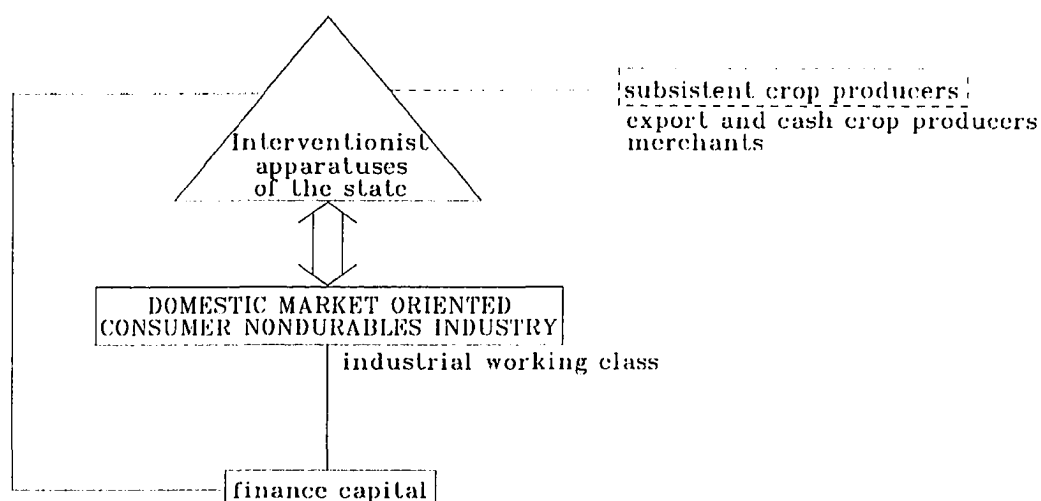 subsistent crop producers
export and cash crop producers
merchants
Interventionist
apparatuses
of the state
DOMESTIC MARKET ORIENTED
CONSUMER NONDURABLES INDUSTRY
industrial working class
finance capital